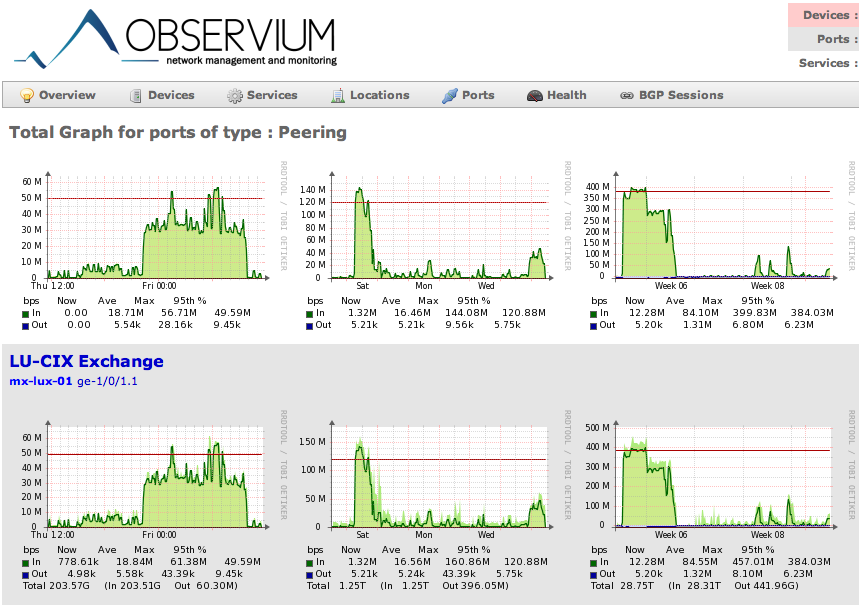 OBSERVIUM
network management and monitoring
Devices :
Ports :
Services :
Overview Devices Services Locations Ports Health BGP Sessions
Total Graph for ports of type : Peering
60 M
50 M
40 M
30 M
20 M
10 M
0
Thu 12:00 Fri 00:00
RRDTOOL / TOBI OETIKER
bps Now Ave Max 95th %
In 0.00 18.71M 56.71M 49.59M
Out 0.00 5.54k 28.16k 9.45k
140 M
120 M
100 M
80 M
60 M
40 M
20 M
0
Sat Mon Wed
RRDTOOL / TOBI OETIKER
bps Now Ave Max 95th %
In 1.32M 16.46M 144.08M 120.88M
Out 5.21k 5.21k 9.56k 5.75k
400 M
350 M
300 M
250 M
200 M
150 M
100 M
50 M
0
Week 06 Week 08
RRDTOOL / TOBI OETIKER
bps Now Ave Max 95th %
In 12.28M 84.10M 399.83M 384.03M
Out 5.20k 1.31M 6.80M 6.23M
LU-CIX Exchange
mx-lux-01 ge-1/0/1.1
60 M
50 M
40 M
30 M
20 M
10 M
0
Thu 12:00 Fri 00:00
RRDTOOL / TOBI OETIKER
bps Now Ave Max 95th %
In 778.61k 18.84M 61.38M 49.59M
Out 4.98k 5.58k 43.39k 9.45k
Total 203.57G (In 203.51G Out 60.30M)
150 M
100 M
50 M
0
Sat Mon Wed
RRDTOOL / TOBI OETIKER
bps Now Ave Max 95th %
In 1.32M 16.56M 160.86M 120.88M
Out 5.21k 5.24k 43.39k 5.75k
Total 1.25T (In 1.25T Out 396.05M)
500 M
400 M
300 M
200 M
100 M
0
Week 06 Week 08
RRDTOOL / TOBI OETIKER
bps Now Ave Max 95th %
In 12.28M 84.55M 457.01M 384.03M
Out 5.20k 1.32M 8.10M 6.23M
Total 28.75T (In 28.31T Out 441.96G)